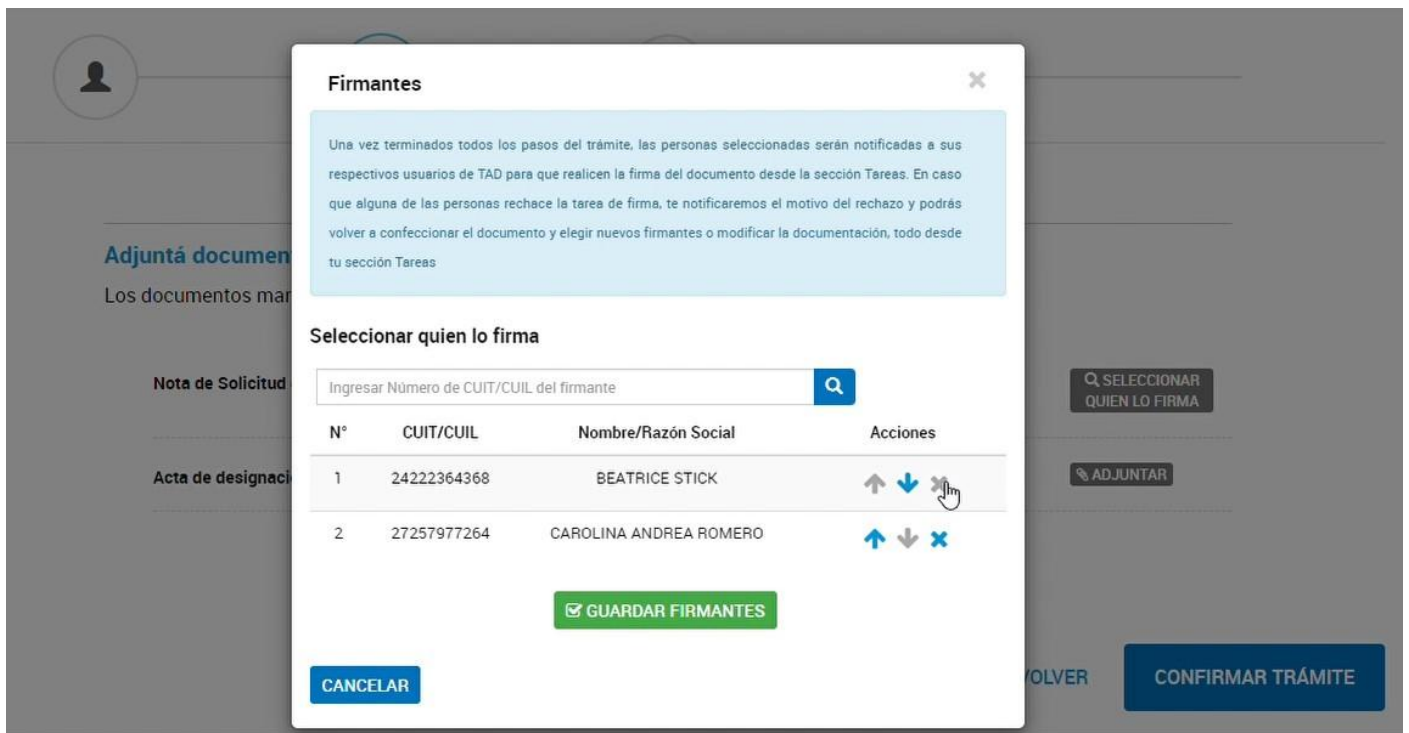 Firmantes
Una vez terminados todos los pasos del trámite, las personas seleccionadas serán notificadas a sus
respectivos usuarios de TAD para que realicen la firma del documento desde la sección Tareas. En caso
que alguna de las personas rechace la tarea de firma, te notificaremos el motivo del rechazo y podrás
volver a confeccionar el documento y elegir nuevos firmantes o modificar la documentación, todo desde
tu sección Tareas
Adjuntá
Los documentos
Seleccionar quien lo firma
Nota de Solicitud
Ingresar Número de CUIT/CUIL del firmante
SELECCIONAR
QUIEN LO FIRMA
N° CUIT/CUIL Nombre/Razón Social Acciones
Acta de
1 24222364368 BEATRICE STICK
ADJUNTAR
2 27257977264 CAROLINA ANDREA ROMERO
GUARDAR FIRMANTES
CANCELAR
CONFIRMAR TRÁMITE